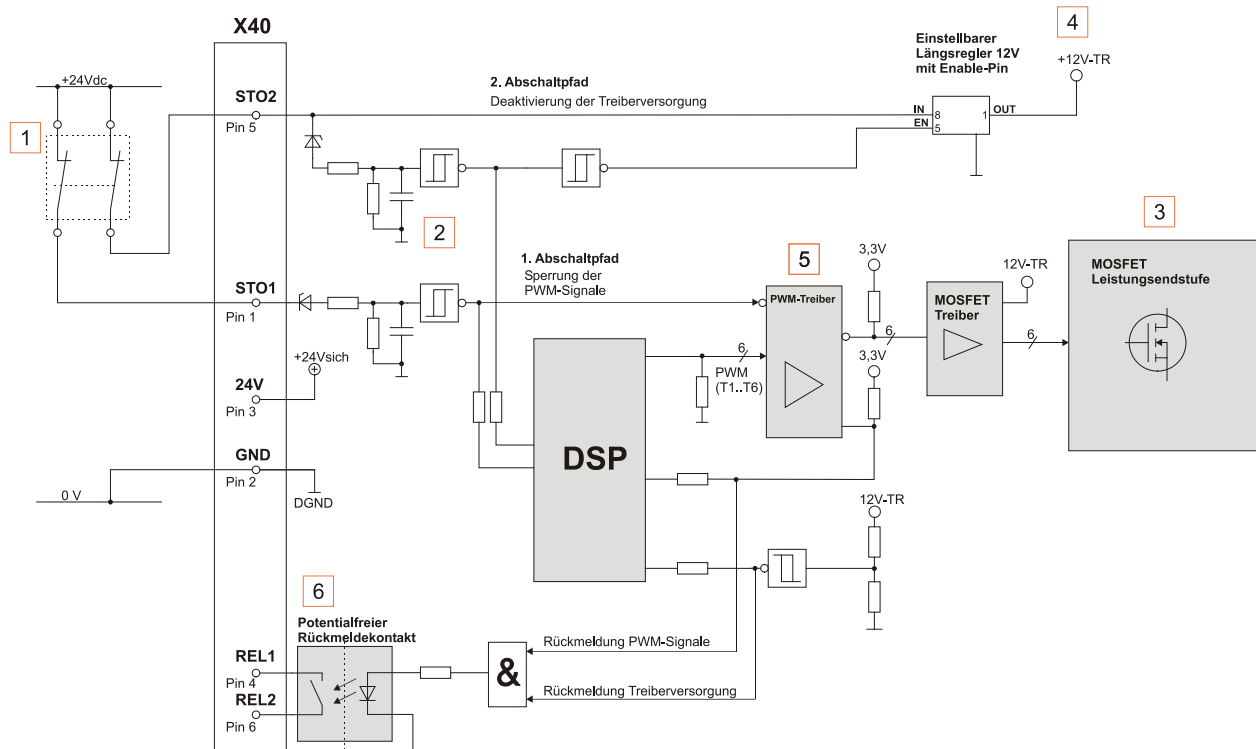 X40
+24Vdc
1
STO2
Pin 5
2. Abschaltpfad
Deaktivierung der Treiberversorgung
Einstellbarer
Längsregler 12V
mit Enable-Pin
IN
8
EN
5
1
OUT
4
+12V-TR
2
1. Abschaltpfad
Sperrung der
PWM-Signale
STO1
Pin 1
+24Vsich
24V
Pin 3
GND
Pin 2
0 V
DGND
DSP
6
PWM
(T1..T6)
5
PWM-Treiber
3,3V
6
3,3V
12V-TR
MOSFET
Treiber
6
3
MOSFET
Leistungsendstufe
12V-TR
6
Potentialfreier
Rückmeldekontakt
REL1
Pin 4
REL2
Pin 6
&
Rückmeldung PWM-Signale
Rückmeldung Treiberversorgung